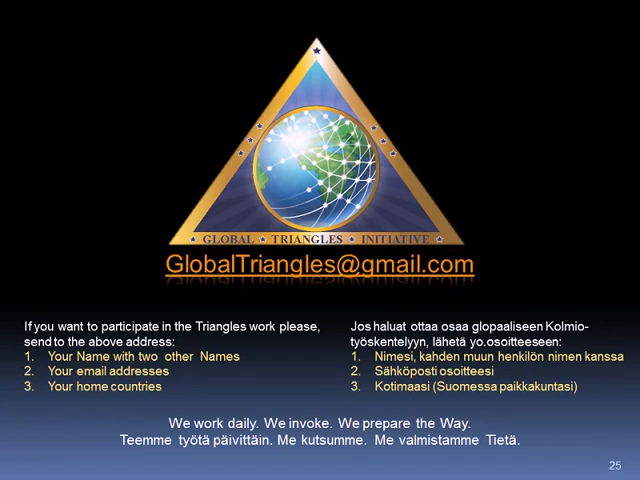 GLOBAL TRIANGLES INITIATIVE
GlobalTriangles@gmail.com
If you want to participate in the Triangles work please,
send to the above address:
1. Your Name with two other Names
2. Your email addresses
3. Your home countries
Jos haluat ottaa osaa glopaaliseen Kolmio-
työskentelyyn, lähetä yo.osoitteeseen:
1. Nimesi, kahden muun henkilön nimen kanssa
2. Sähköposti osoitteesi
3. Kotimaasi (Suomessa paikkakuntasi)
We work daily. We invoke. We prepare the Way.
Teemme työtä päivittäin. Me kutsumme. Me valmistamme Tietä.
25